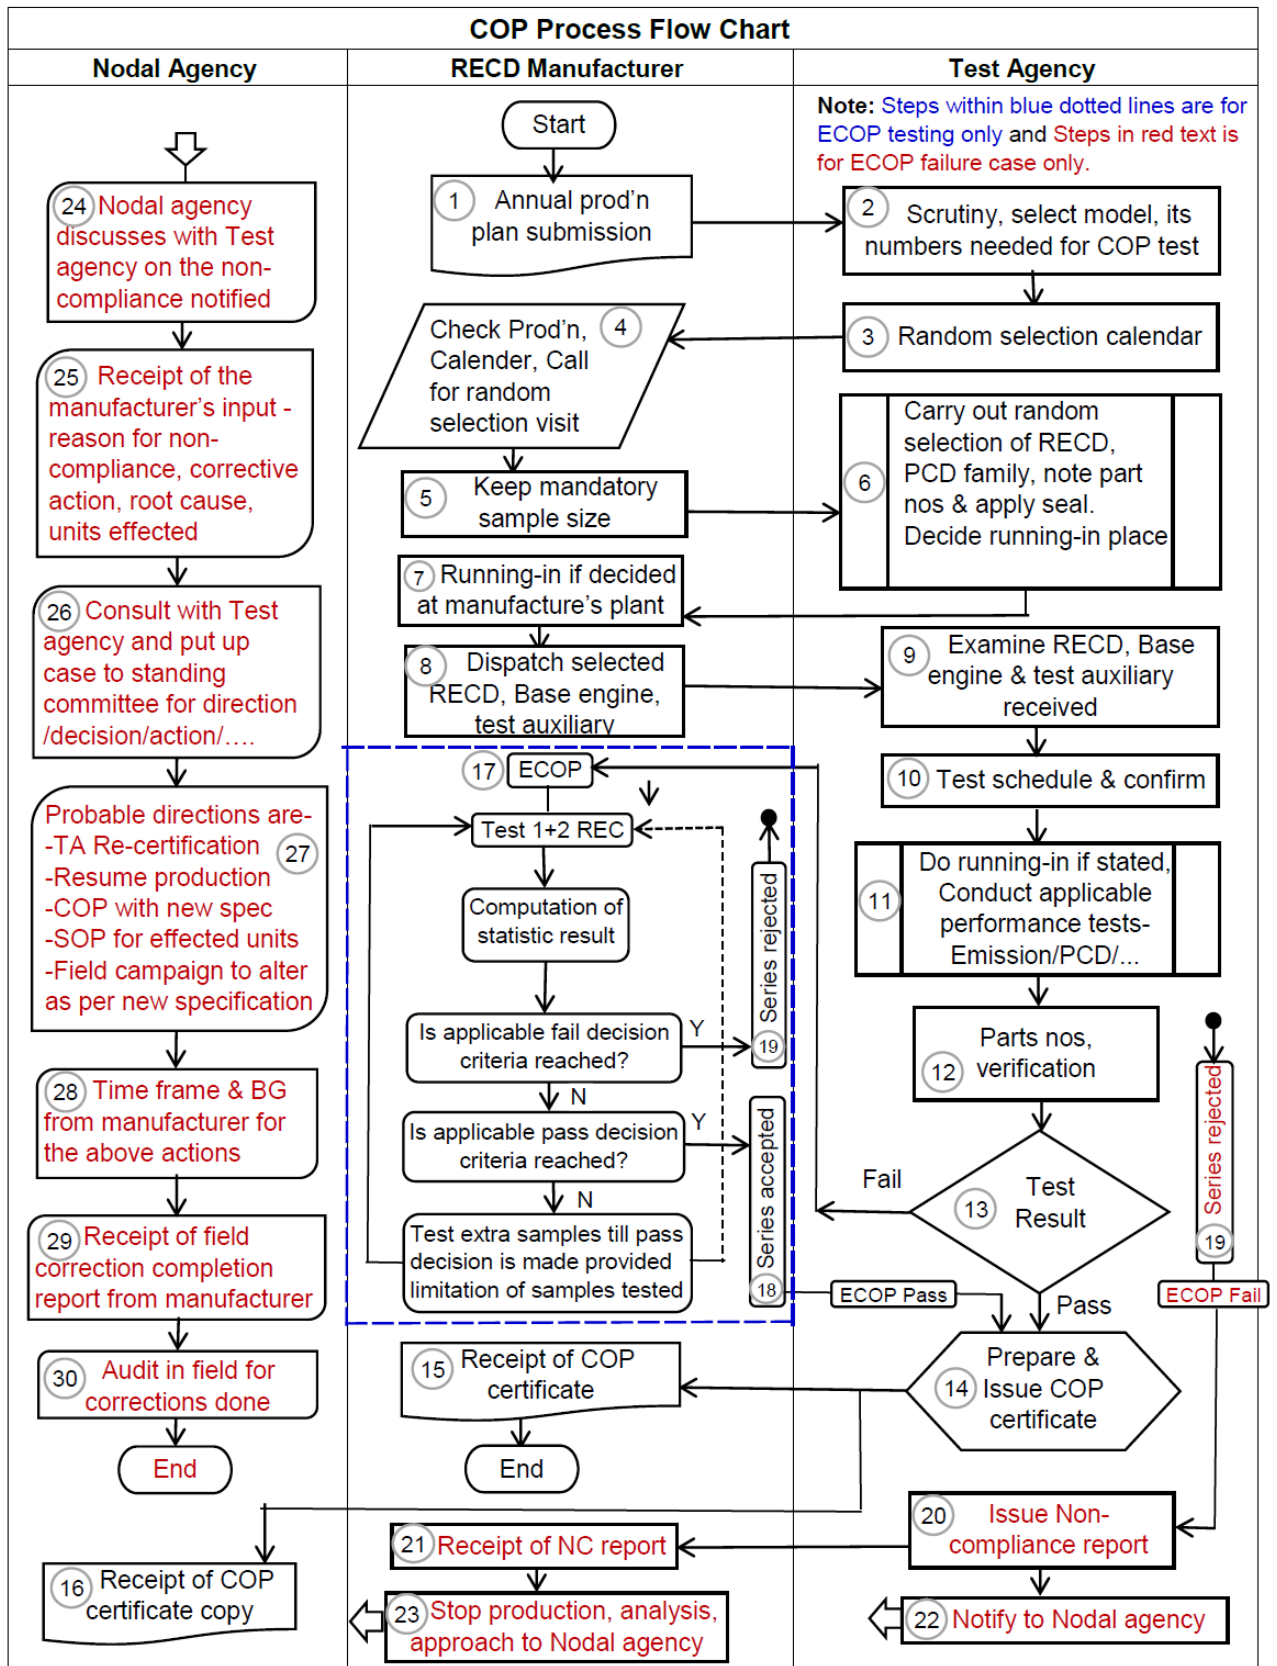 COP Process Flow Chart
Nodal Agency
RECD Manufacturer
Test Agency
Note: Steps within blue dotted lines are for
ECOP testing only and Steps in red text is
for ECOP failure case only.
Start
1 Annual prod’n
plan submission
2 Scrutiny, select model, its
numbers needed for COP test
3 Random selection calendar
Check Prod’n, 4
Calender, Call
for random
selection visit
5 Keep mandatory
sample size
6
Carry out random
selection of RECD,
PCD family, note part
nos & apply seal.
Decide running-in place
7 Running-in if decided
at manufacture’s plant
8 Dispatch selected
RECD, Base engine,
test auxiliary
9 Examine RECD, Base
engine & test auxiliary
received
10 Test schedule & confirm
11
Do running-in if stated,
Conduct applicable
performance tests-
Emission/PCD/...
12 Parts nos,
verification
13 Test
Result
Fail
Pass
14 Prepare &
Issue COP
certificate
15 Receipt of COP
certificate
End
16 Receipt of COP
certificate copy
17 ECOP
Test 1+2 REC
Computation of
statistic result
Is applicable fail decision
criteria reached?
Y
N
Is applicable pass decision
criteria reached?
Y
N
Test extra samples till pass
decision is made provided
limitation of samples tested
Series accepted
18
Series rejected
19
ECOP Pass
Series rejected
19
ECOP Fail
20 Issue Non-
compliance report
21 Receipt of NC report
22 Notify to Nodal agency
23 Stop production, analysis,
approach to Nodal agency
24 Nodal agency
discusses with Test
agency on the non-
compliance notified
25 Receipt of the
manufacturer’s input -
reason for non-
compliance, corrective
action, root cause,
units effected
26 Consult with Test
agency and put up
case to standing
committee for direction
/decision/action/….
Probable directions are-
-TA Re-certification 27
-Resume production
-COP with new spec
-SOP for effected units
-Field campaign to alter
as per new specification
28 Time frame & BG
from manufacturer for
the above actions
29 Receipt of field
correction completion
report from manufacturer
30 Audit in field for
corrections done
End